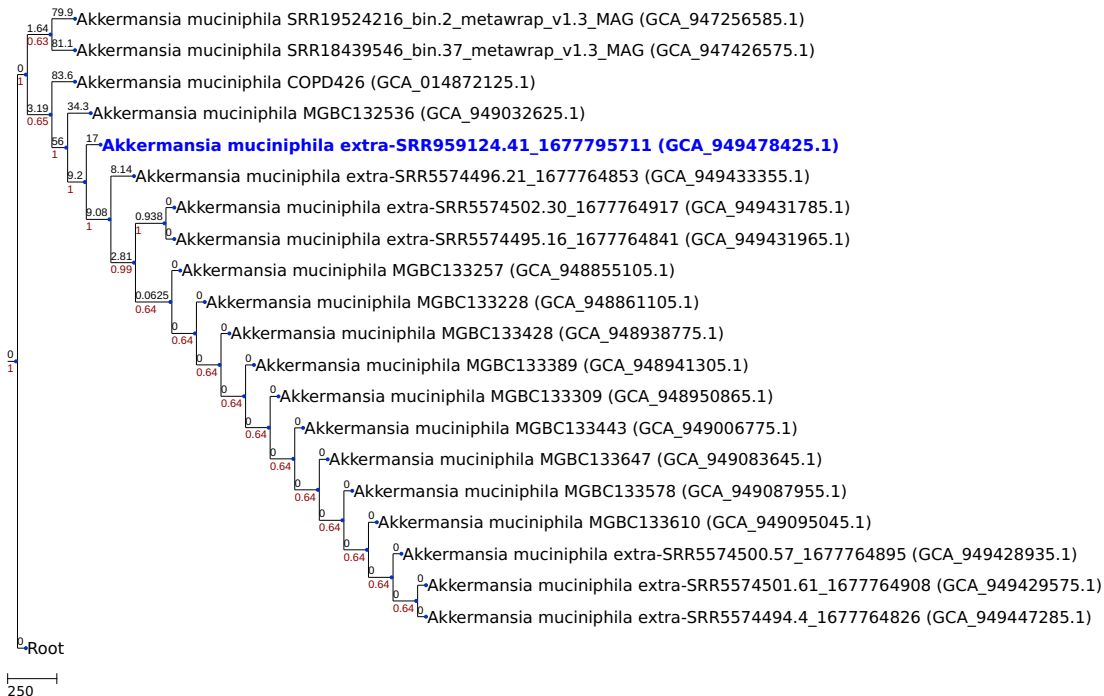 79.9
Akkermansia muciniphila SRR19524216_bin.2_metawrap_v1.3_MAG (GCA_947256585.1)
1.64
0.63
81.1
Akkermansia muciniphila SRR18439546_bin.37_metawrap_v1.3_MAG (GCA_947426575.1)
0
1
83.6
Akkermansia muciniphila COPD426 (GCA_014872125.1)
3.19
0.65
34.3
Akkermansia muciniphila MGBC132536 (GCA_949032625.1)
56
1
17
Akkermansia muciniphila extra-SRR959124.41_1677795711 (GCA_949478425.1)
9.2
1
8.14
Akkermansia muciniphila extra-SRR5574496.21_1677764853 (GCA_949433355.1)
9.08
1
0
Akkermansia muciniphila extra-SRR5574502.30_1677764917 (GCA_949431785.1)
0.938
1
0
Akkermansia muciniphila extra-SRR5574495.16_1677764841 (GCA_949431965.1)
2.81
0.99
0
Akkermansia muciniphila MGBC133257 (GCA_948855105.1)
0.0625
0.64
0
Akkermansia muciniphila MGBC133228 (GCA_948861105.1)
0
0.64
0
Akkermansia muciniphila MGBC133428 (GCA_948938775.1)
0
1
0
0.64
0
Akkermansia muciniphila MGBC133389 (GCA_948941305.1)
0
0.64
0
Akkermansia muciniphila MGBC133309 (GCA_948950865.1)
0
0.64
0
Akkermansia muciniphila MGBC133443 (GCA_949006775.1)
0
0.64
0
Akkermansia muciniphila MGBC133647 (GCA_949083645.1)
0
0.64
0
Akkermansia muciniphila MGBC133578 (GCA_949087955.1)
0
0.64
0
Akkermansia muciniphila MGBC133610 (GCA_949095045.1)
0
0.64
0
Akkermansia muciniphila extra-SRR5574500.57_1677764895 (GCA_949428935.1)
0
0.64
0
Akkermansia muciniphila extra-SRR5574501.61_1677764908 (GCA_949429575.1)
0
0.64
0
Akkermansia muciniphila extra-SRR5574494.4_1677764826 (GCA_949447285.1)
0
Root
250